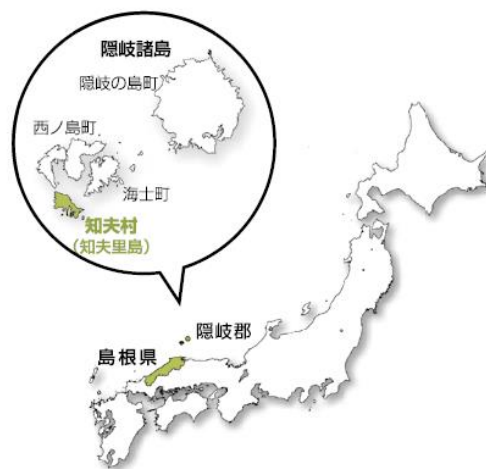 隠岐諸島
隠岐の島町
西ノ島町
海士町
知夫村
（知夫里島）
隠岐郡
島根県